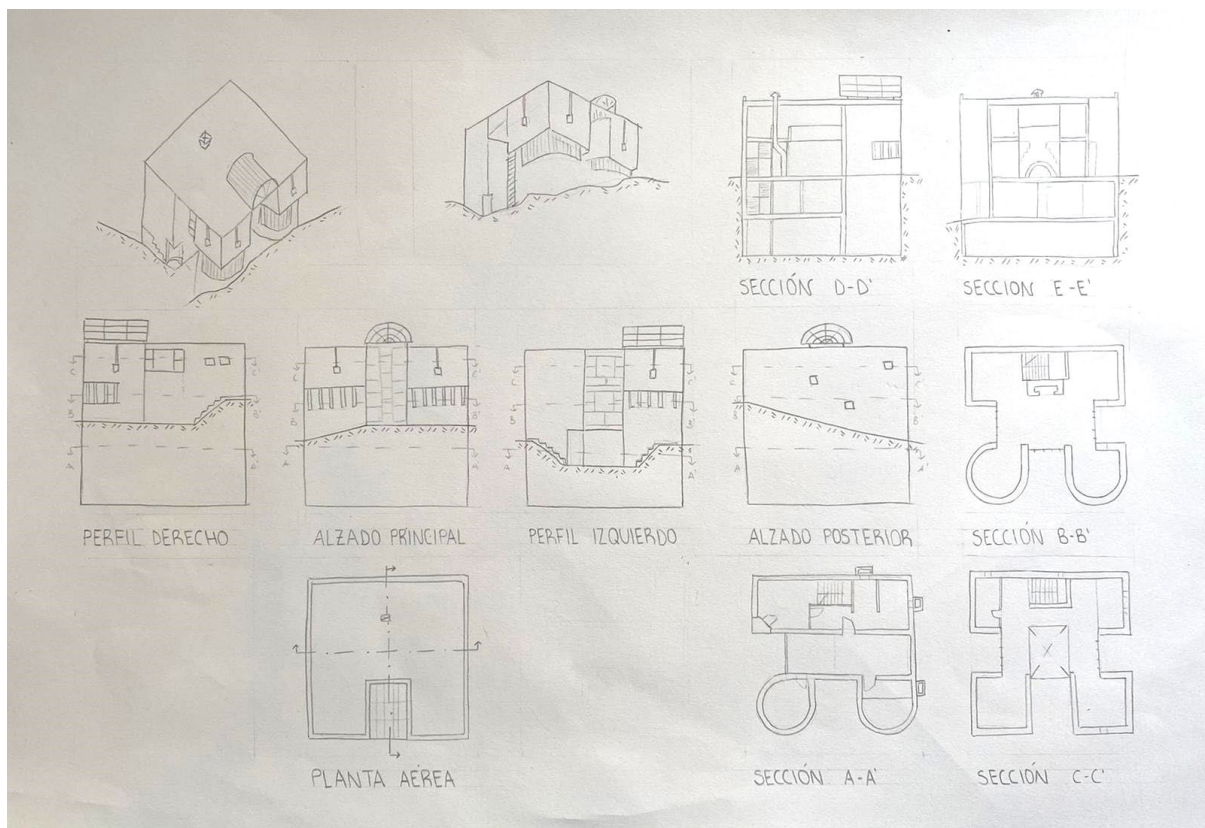 SECCIÓN D-D'
SECCION E-E'
C C'
B B'
A A'
C C'
B B'
A A'
C C'
B B'
A A'
C C'
B B'
A A'
PERFIL DERECHO
ALZADO PRINCIPAL
PERFIL IZQUIERDO
ALZADO POSTERIOR
SECCIÓN B-B'
PLANTA AÉREA
SECCIÓN A-A'
SECCIÓN C-C'